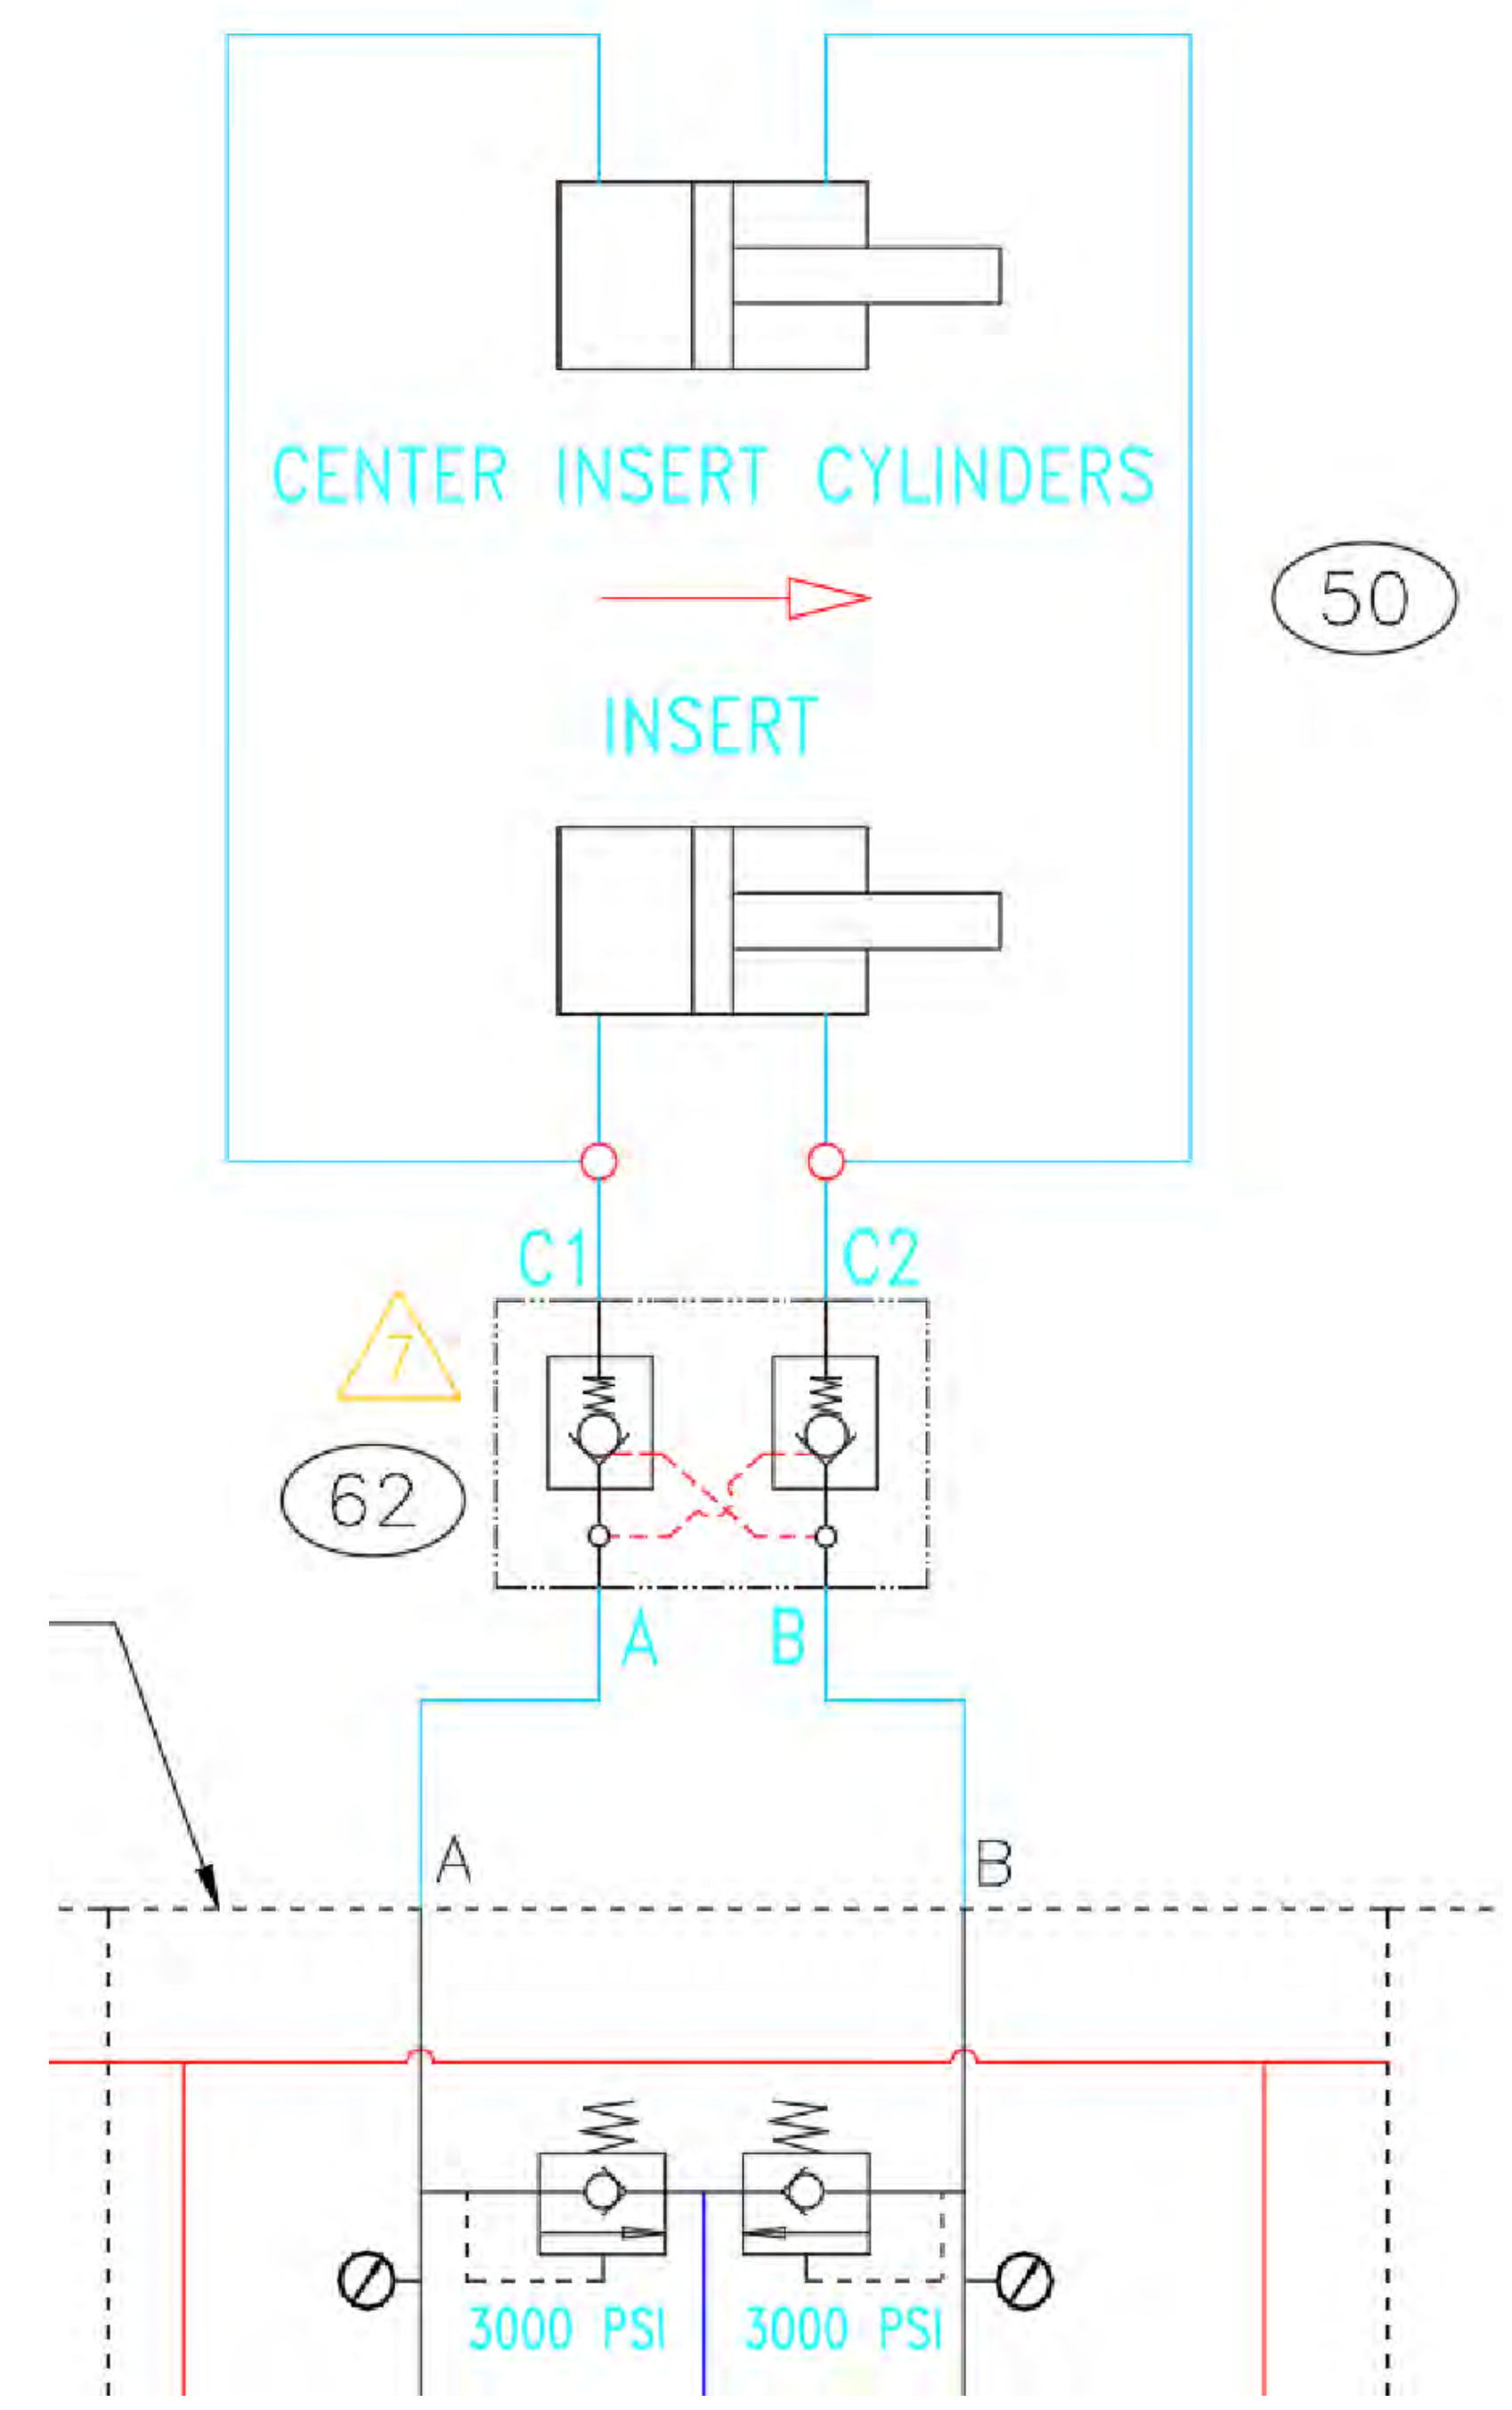 CENTER INSERT CYLINDERS
50
INSERT
C1
C2
7
62
A
B
A
B
3000 PSI
3000 PSI